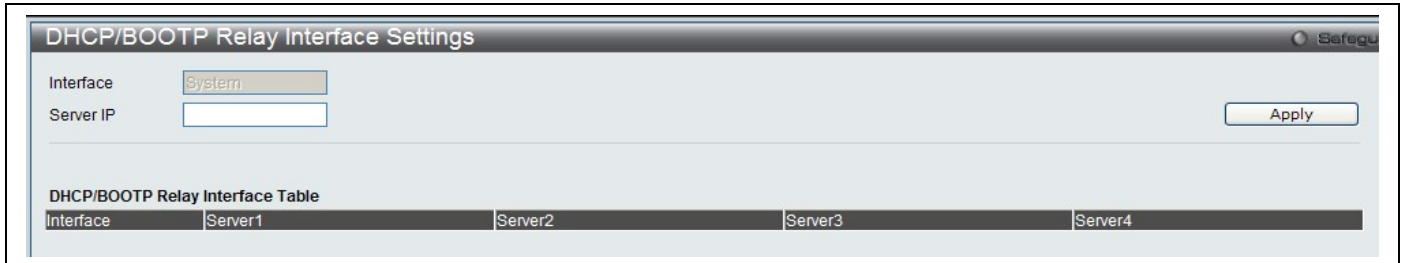 DHCP/BOOTP Relay Interface Settings
Interface System
Server IP
Apply
DHCP/BOOTP Relay Interface Table
Interface Server1 Server2 Server3 Server4